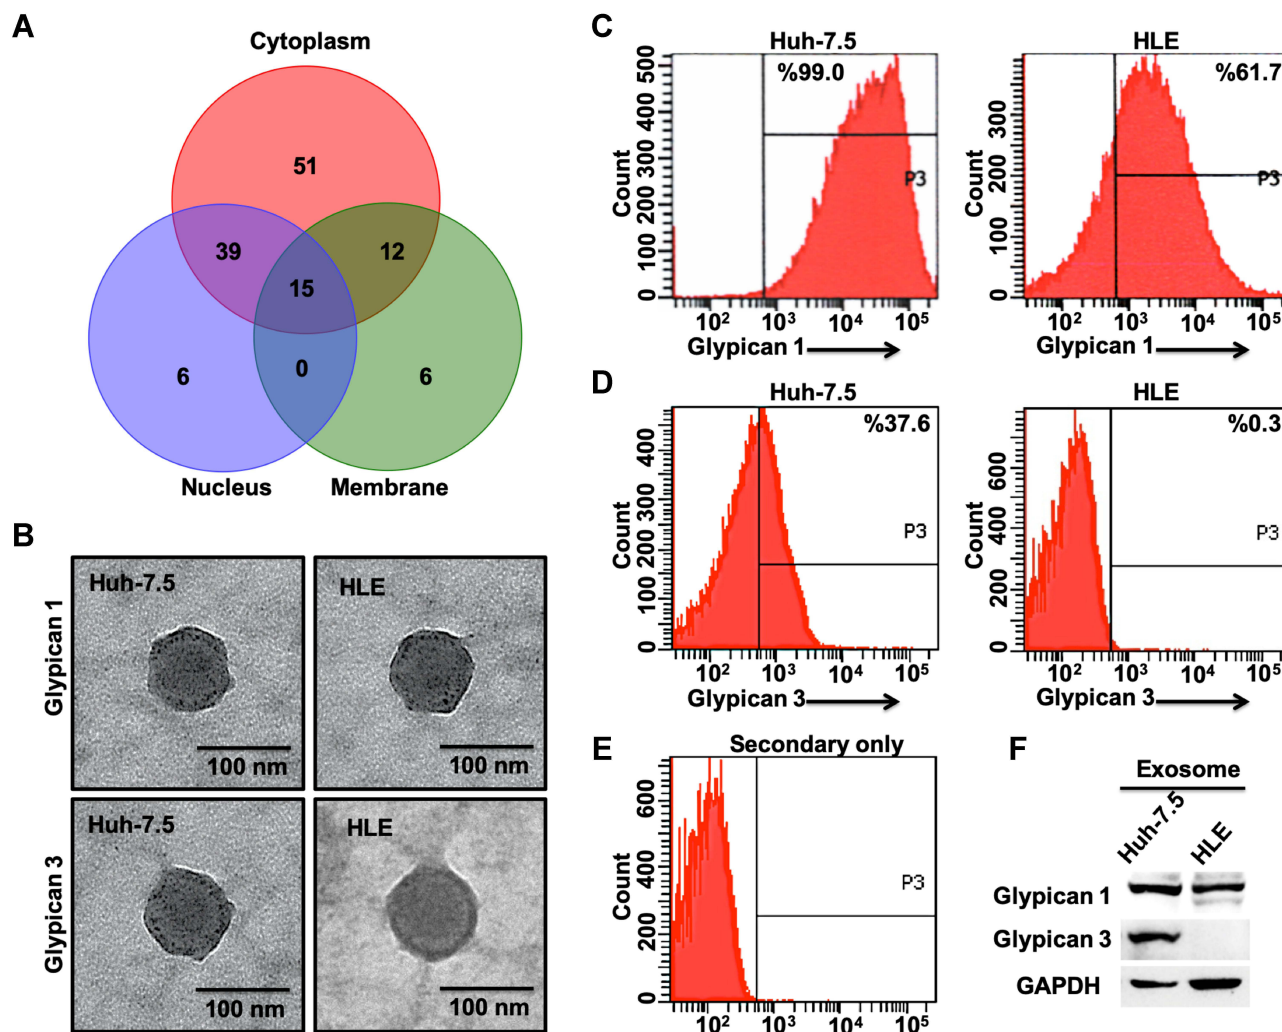 A
Cytoplasm
51
39
12
15
6
0
6
Nucleus
Membrane
B
Glypican 1
Huh-7.5
100 nm
HLE
100 nm
Glypican 3
Huh-7.5
100 nm
HLE
100 nm
C
Huh-7.5
%99.0
P3
Count
500
400
300
200
100
0
10²
10³
10⁴
10⁵
Glypican 1
HLE
%61.7
P3
Count
300
200
100
0
10²
10³
10⁴
10⁵
Glypican 1
D
Huh-7.5
%37.6
P3
Count
400
300
200
100
0
10²
10³
10⁴
10⁵
Glypican 3
HLE
%0.3
P3
Count
600
400
200
0
10²
10³
10⁴
10⁵
Glypican 3
E
Secondary only
P3
Count
600
400
200
0
10²
10³
10⁴
10⁵
F
Exosome
Huh-7.5
HLE
Glypican 1
Glypican 3
GAPDH